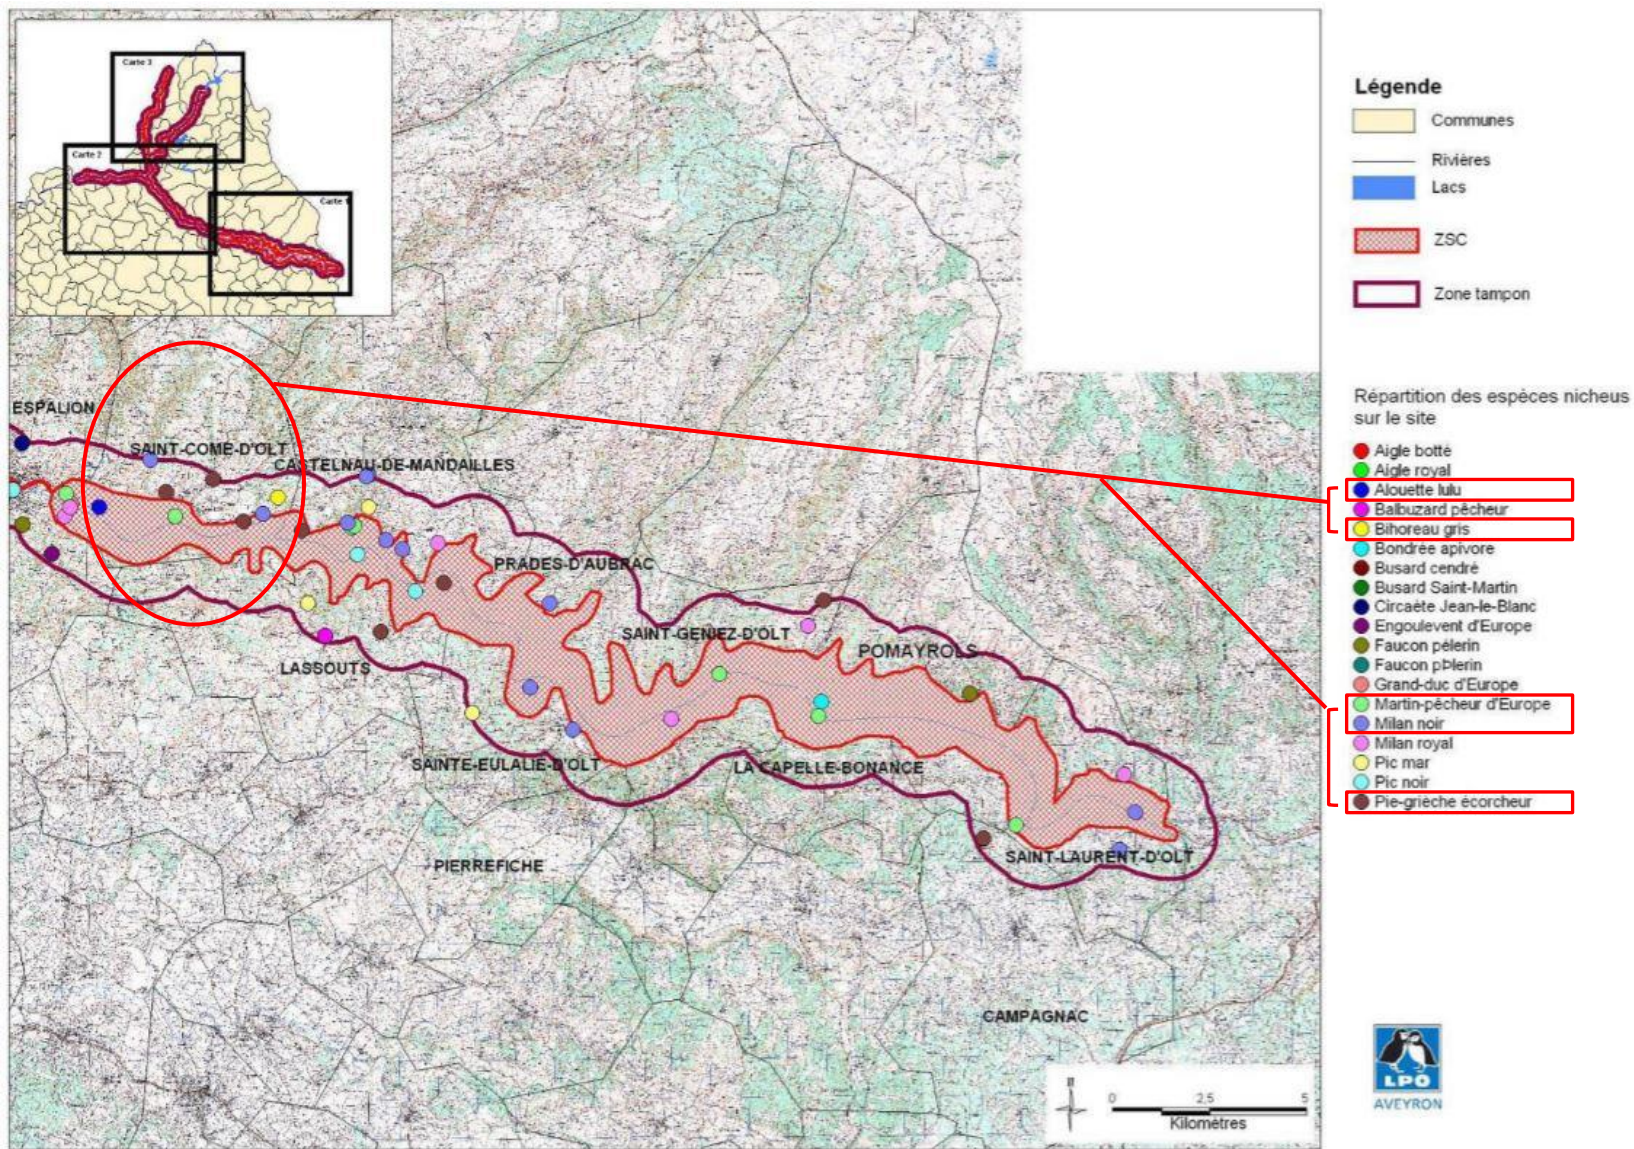 Carte 3
Carte 2
Carte 1
ESPALION
SAINT-COME-D'OLT
CASTELNAU-DE-MANDAILLES
PRADES-D'AUBRAC
SAINT-GENIEZ-D'OLT
POMAYROLS
LASSOUTS
SAINTE-EULALIE-D'OLT
LA CAPELLE-BONANCE
PIERREFICHE
SAINT-LAURENT-D'OLT
CAMPAGNAC
0 2,5 5
Kilomètres
Légende
Communes
Rivières
Lacs
ZSC
Zone tampon
Répartition des espèces nicheus
sur le site
Aigle botté
Aigle royal
Alouette lulu
Balbuzard pêcheur
Bihoreau gris
Bondrée apivore
Busard cendré
Busard Saint-Martin
Circaète Jean-le-Blanc
Engoulevent d'Europe
Faucon pélerin
Faucon pÞlerin
Grand-duc d'Europe
Martin-pêcheur d'Europe
Milan noir
Milan royal
Pic mar
Pic noir
Pie-grièche écorcheur
LPO
AVEYRON